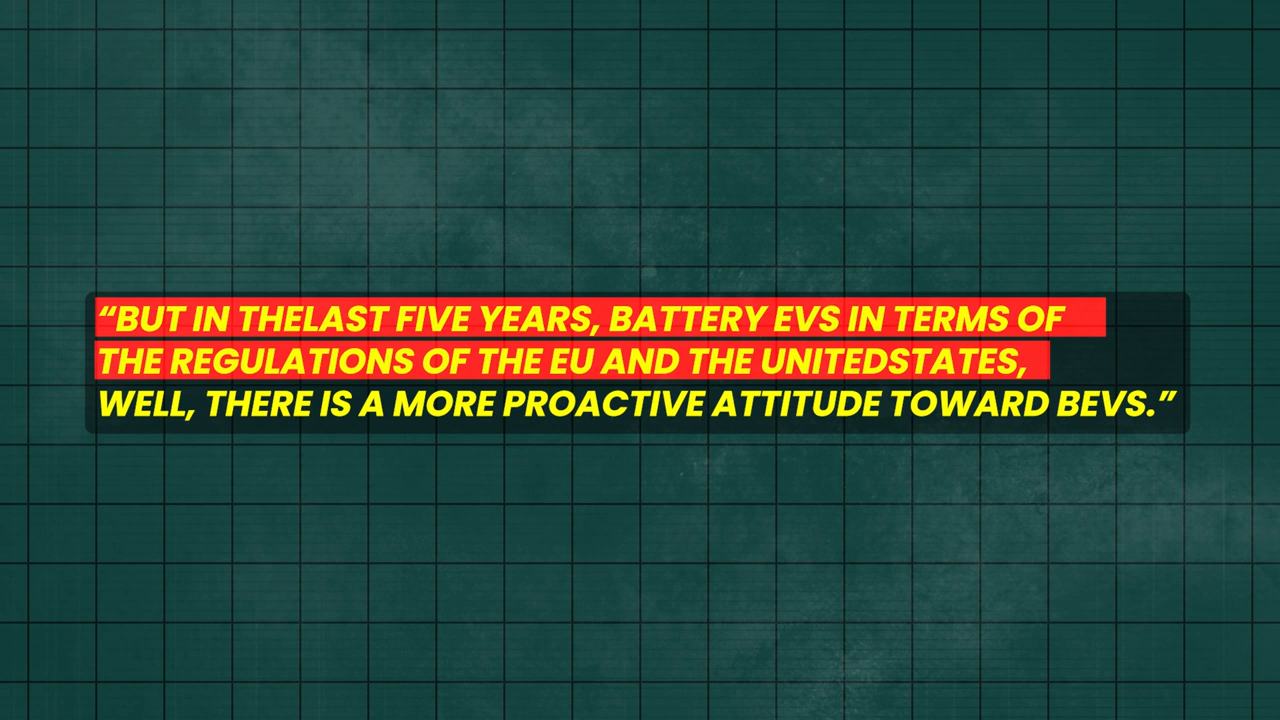 “BUT IN THELAST FIVE YEARS, BATTERY EVS IN TERMS OF
THE REGULATIONS OF THE EU AND THE UNITEDSTATES,
WELL, THERE IS A MORE PROACTIVE ATTITUDE TOWARD BEVS.”